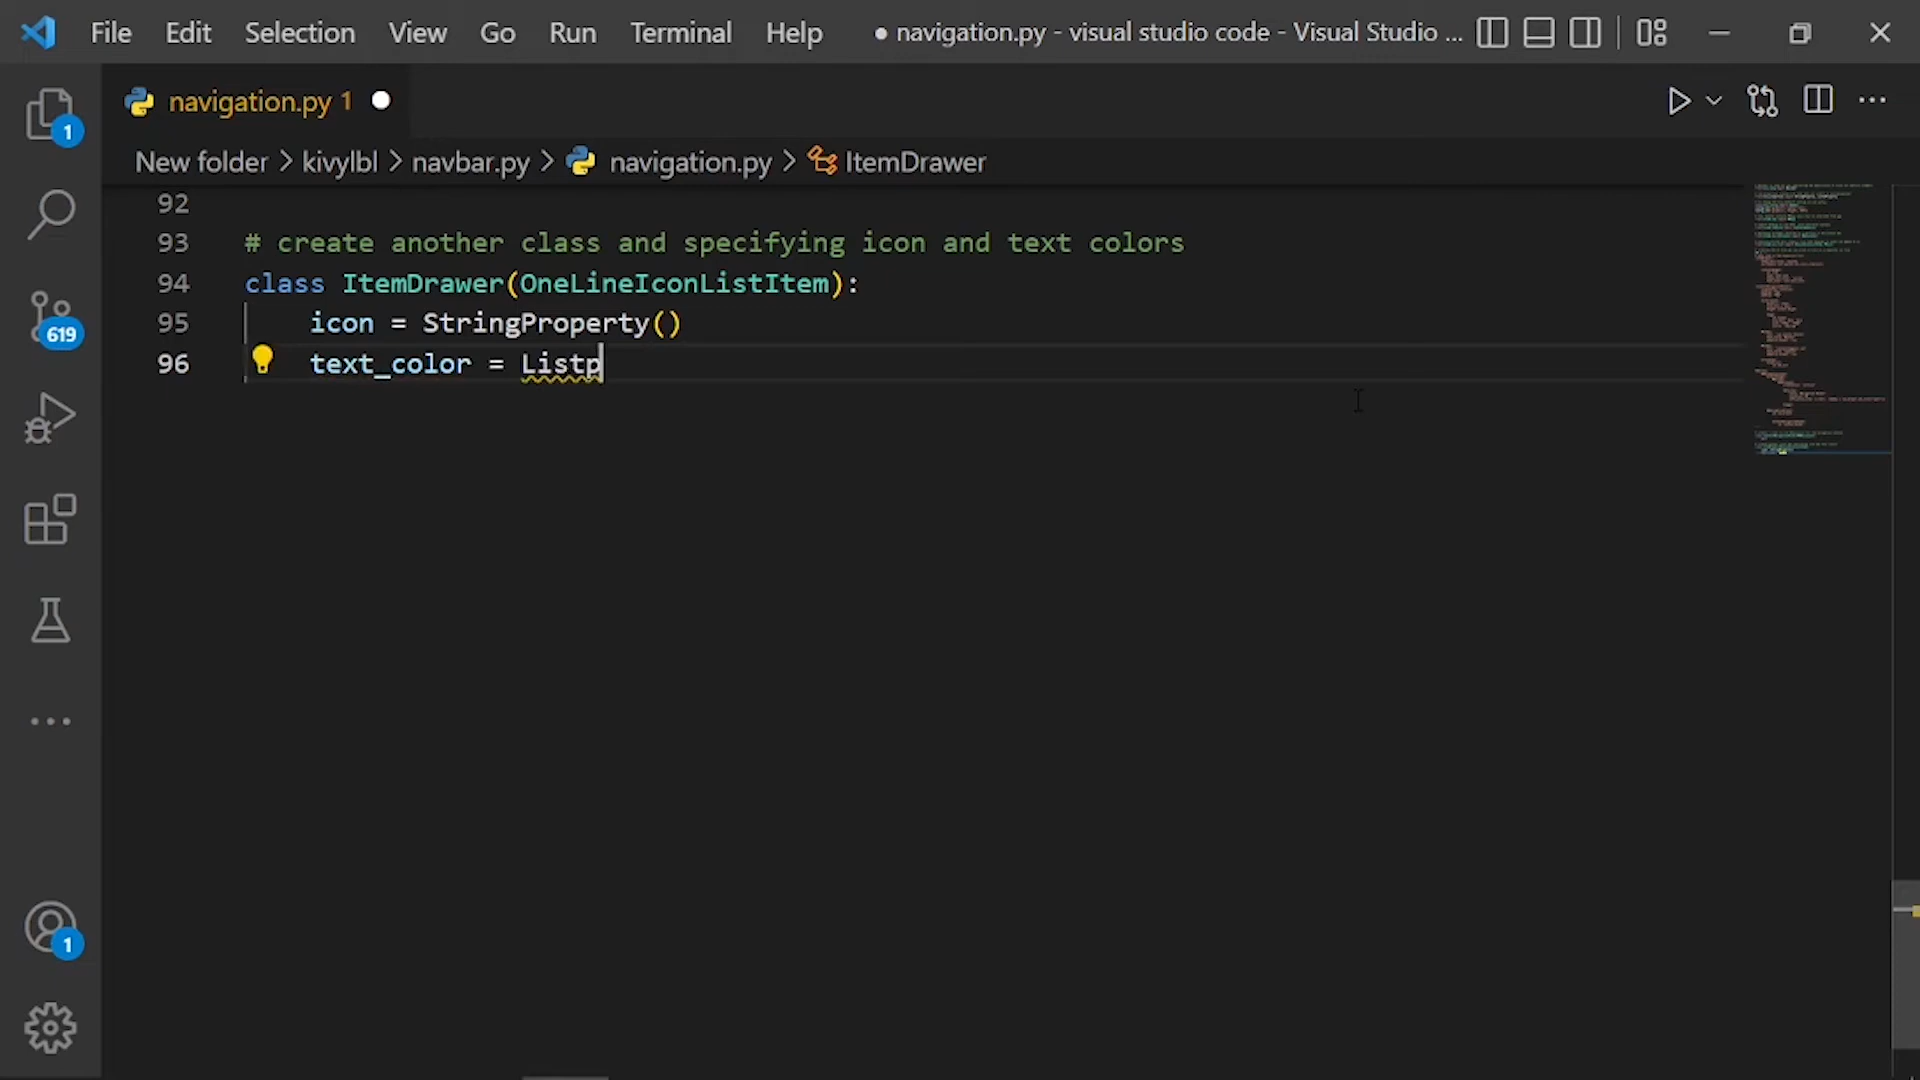 File Edit Selection View Go Run Terminal Help ● navigation.py - visual studio code - Visual Studio ...
navigation.py 1
New folder > kivylbl > navbar.py > navigation.py > ItemDrawer
92
93 # create another class and specifying icon and text colors
94 class ItemDrawer(OneLineIconListItem):
95 icon = StringProperty()
96 text_color = Listp
1
619
1